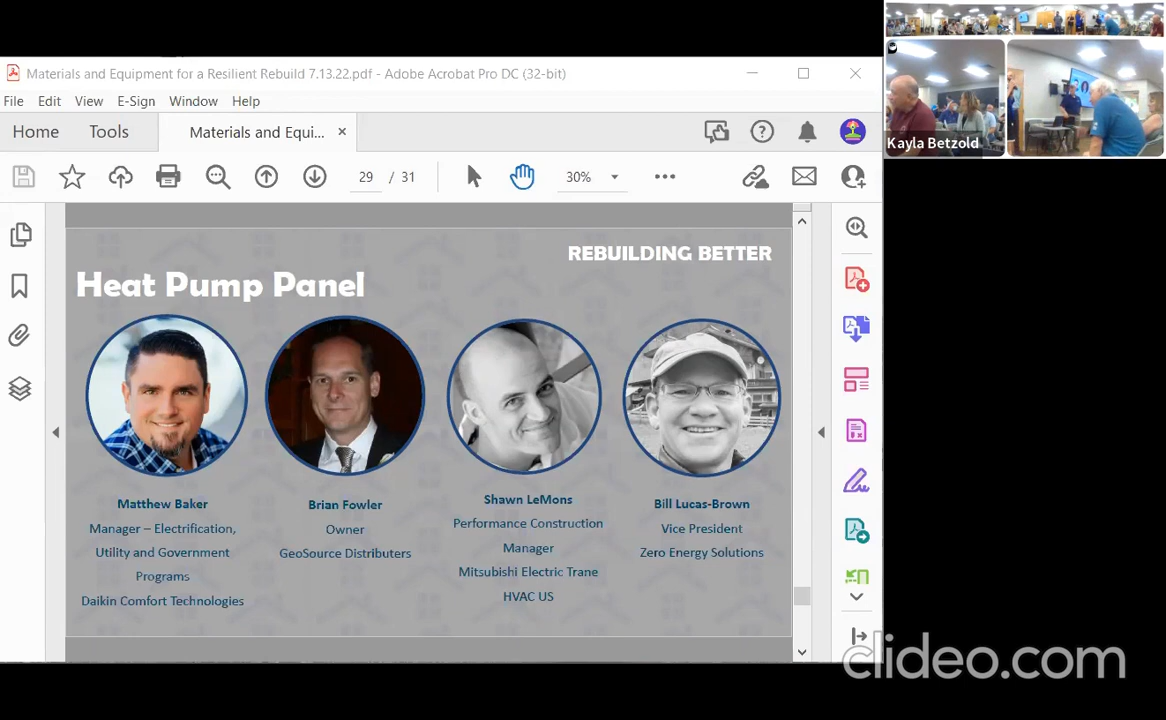 Materials and Equipment for a Resilient Rebuild 7.13.22.pdf - Adobe Acrobat Pro DC (32-bit)
File Edit View E-Sign Window Help
Home Tools Materials and Equi... ×
29 / 31 30%
Kayla Betzold
REBUILDING BETTER
Heat Pump Panel
Matthew Baker
Manager – Electrification,
Utility and Government
Programs
Daikin Comfort Technologies
Brian Fowler
Owner
GeoSource Distributers
Shawn LeMons
Performance Construction
Manager
Mitsubishi Electric Trane
HVAC US
Bill Lucas-Brown
Vice President
Zero Energy Solutions
clideo.com